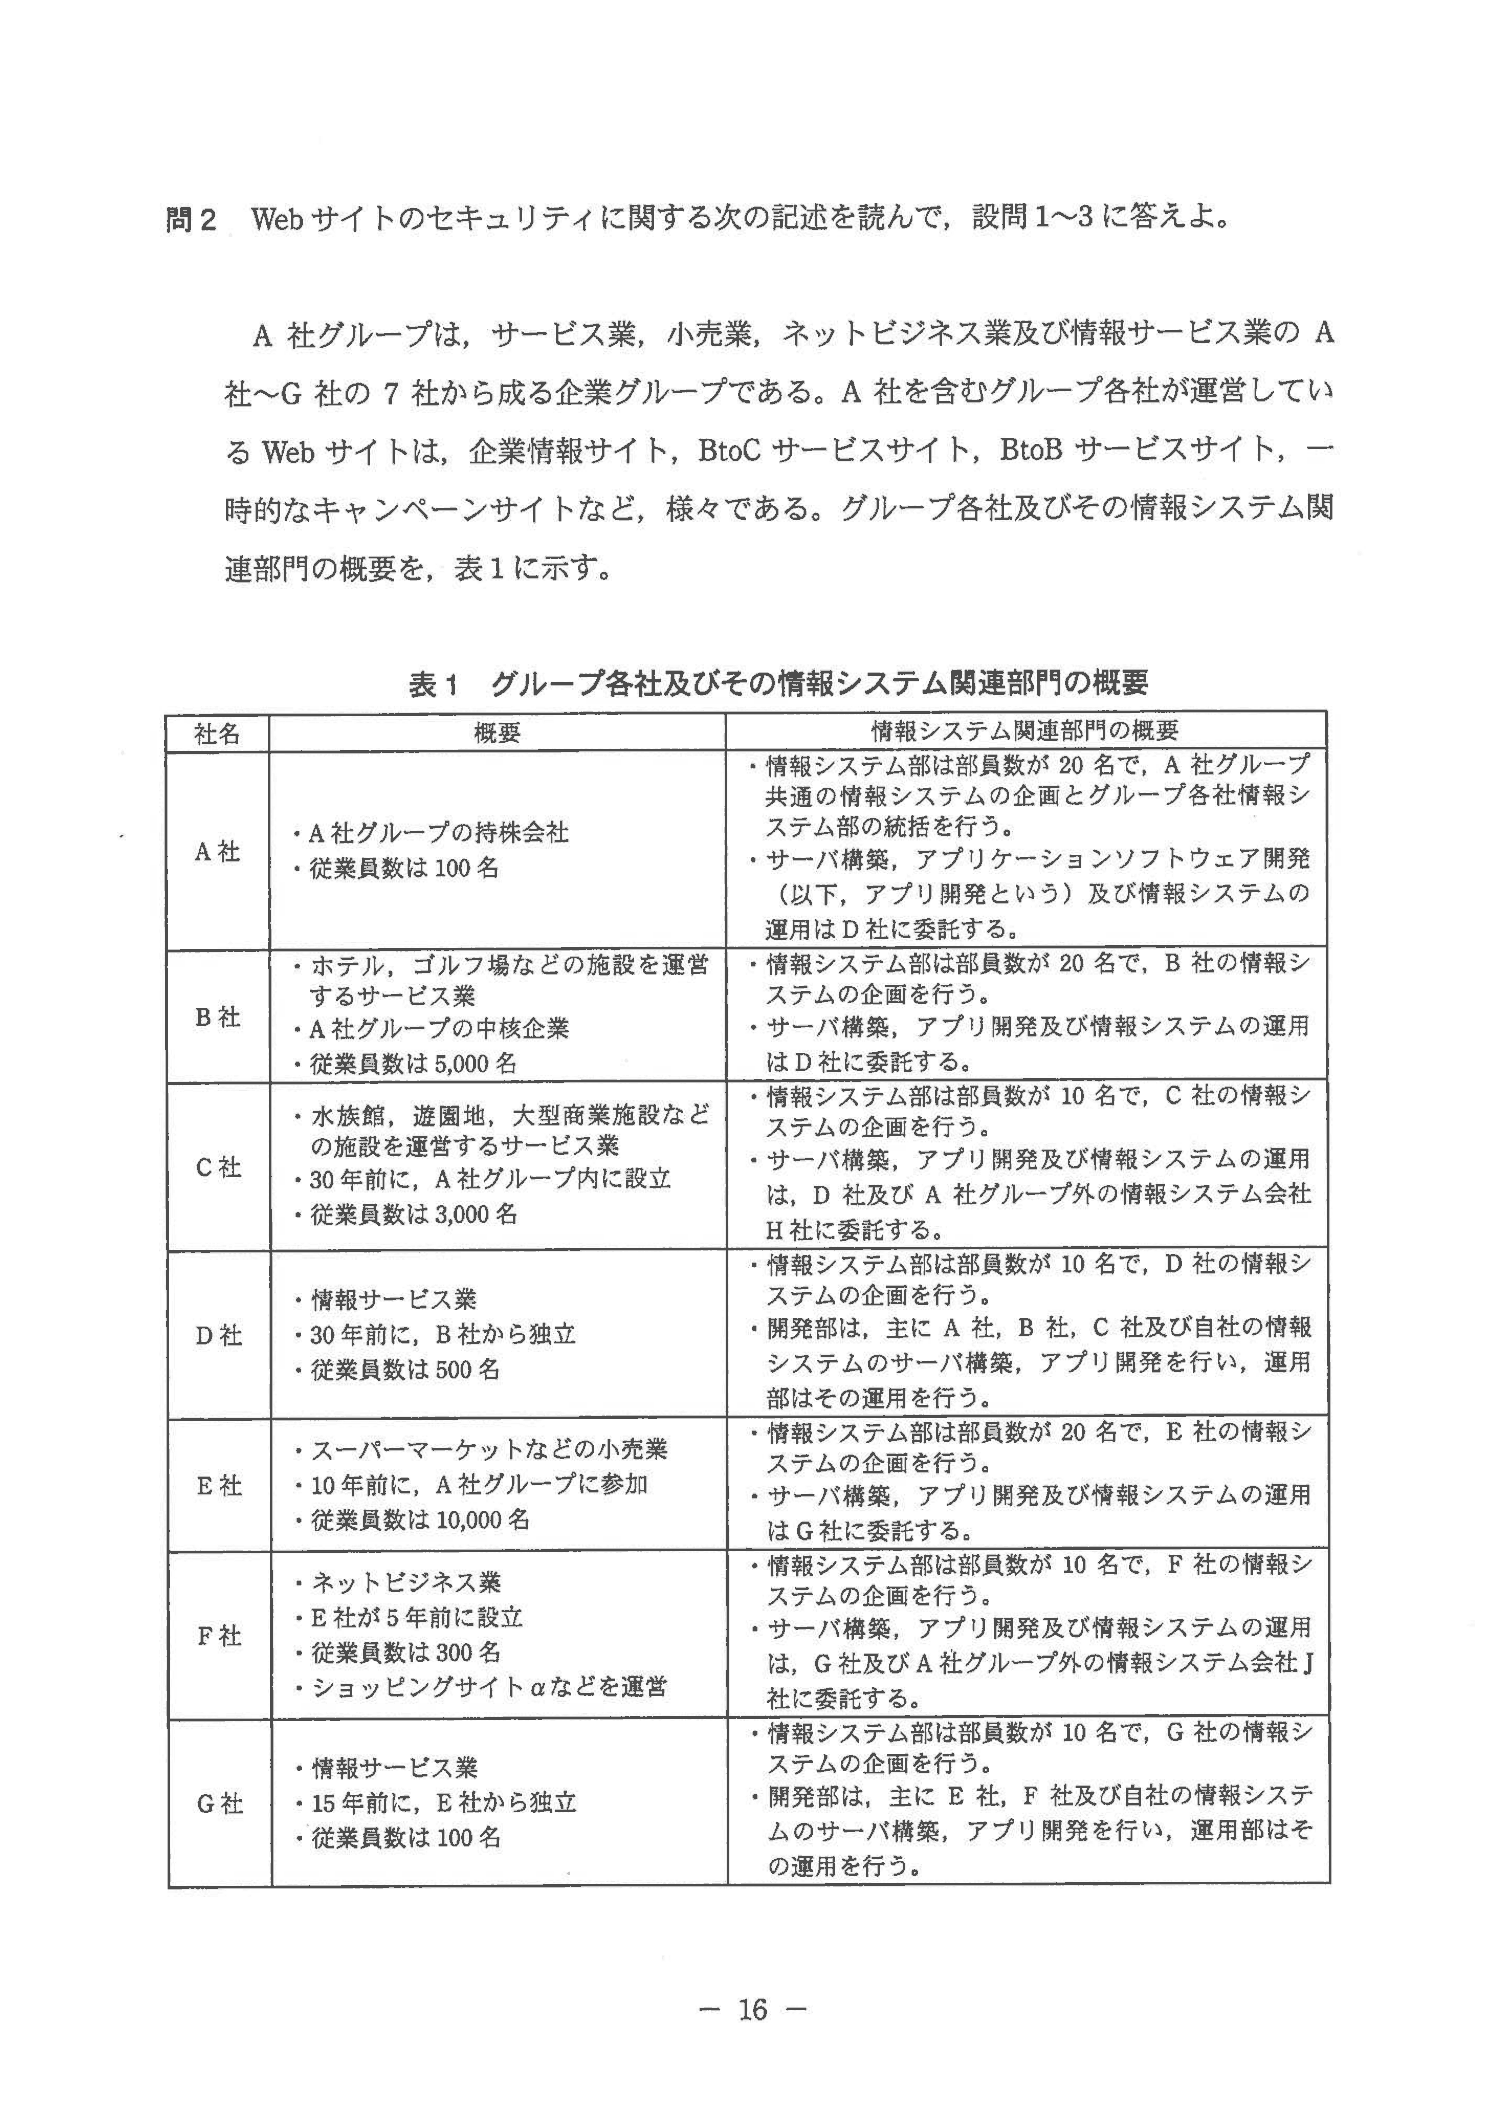 問2 Webサイトのセキュリティに関する次の記述を読んで，設問1～3に答えよ。
A 社グループは，サービス業，小売業，ネットビジネス業及び情報サービス業の A
社～G 社の 7 社から成る企業グループである。A 社を含むグループ各社が運営してい
る Web サイトは，企業情報サイト，BtoC サービスサイト，BtoB サービスサイト，一
時的なキャンペーンサイトなど，様々である。グループ各社及びその情報システム関
連部門の概要を，表1に示す。
表1 グループ各社及びその情報システム関連部門の概要
社名 概要 情報システム関連部門の概要
A社
・A社グループの持株会社
・従業員数は100名
・情報システム部は部員数が 20 名で，A 社グループ
共通の情報システムの企画とグループ各社情報シ
ステム部の統括を行う。
・サーバ構築，アプリケーションソフトウェア開発
（以下，アプリ開発という）及び情報システムの
運用はD社に委託する。
B社
・ホテル，ゴルフ場などの施設を運営
するサービス業
・A社グループの中核企業
・従業員数は5,000名
・情報システム部は部員数が 20 名で，B 社の情報シ
ステムの企画を行う。
・サーバ構築，アプリ開発及び情報システムの運用
はD社に委託する。
C社
・水族館，遊園地，大型商業施設など
の施設を運営するサービス業
・30年前に，A社グループ内に設立
・従業員数は3,000名
・情報システム部は部員数が 10 名で，C 社の情報シ
ステムの企画を行う。
・サーバ構築，アプリ開発及び情報システムの運用
は，D 社及び A 社グループ外の情報システム会社
H社に委託する。
D社
・情報サービス業
・30年前に，B社から独立
・従業員数は500名
・情報システム部は部員数が 10 名で，D 社の情報シ
ステムの企画を行う。
・開発部は，主に A 社，B 社，C 社及び自社の情報
システムのサーバ構築，アプリ開発を行い，運用
部はその運用を行う。
E社
・スーパーマーケットなどの小売業
・10年前に，A社グループに参加
・従業員数は10,000名
・情報システム部は部員数が 20 名で，E 社の情報シ
ステムの企画を行う。
・サーバ構築，アプリ開発及び情報システムの運用
はG社に委託する。
F社
・ネットビジネス業
・E社が5年前に設立
・従業員数は300名
・ショッピングサイトαなどを運営
・情報システム部は部員数が 10 名で，F 社の情報シ
ステムの企画を行う。
・サーバ構築，アプリ開発及び情報システムの運用
は，G社及びA社グループ外の情報システム会社J
社に委託する。
G社
・情報サービス業
・15年前に，E社から独立
・従業員数は100名
・情報システム部は部員数が 10 名で，G 社の情報シ
ステムの企画を行う。
・開発部は，主に E 社，F 社及び自社の情報システ
ムのサーバ構築，アプリ開発を行い，運用部はそ
の運用を行う。
－ 16 －